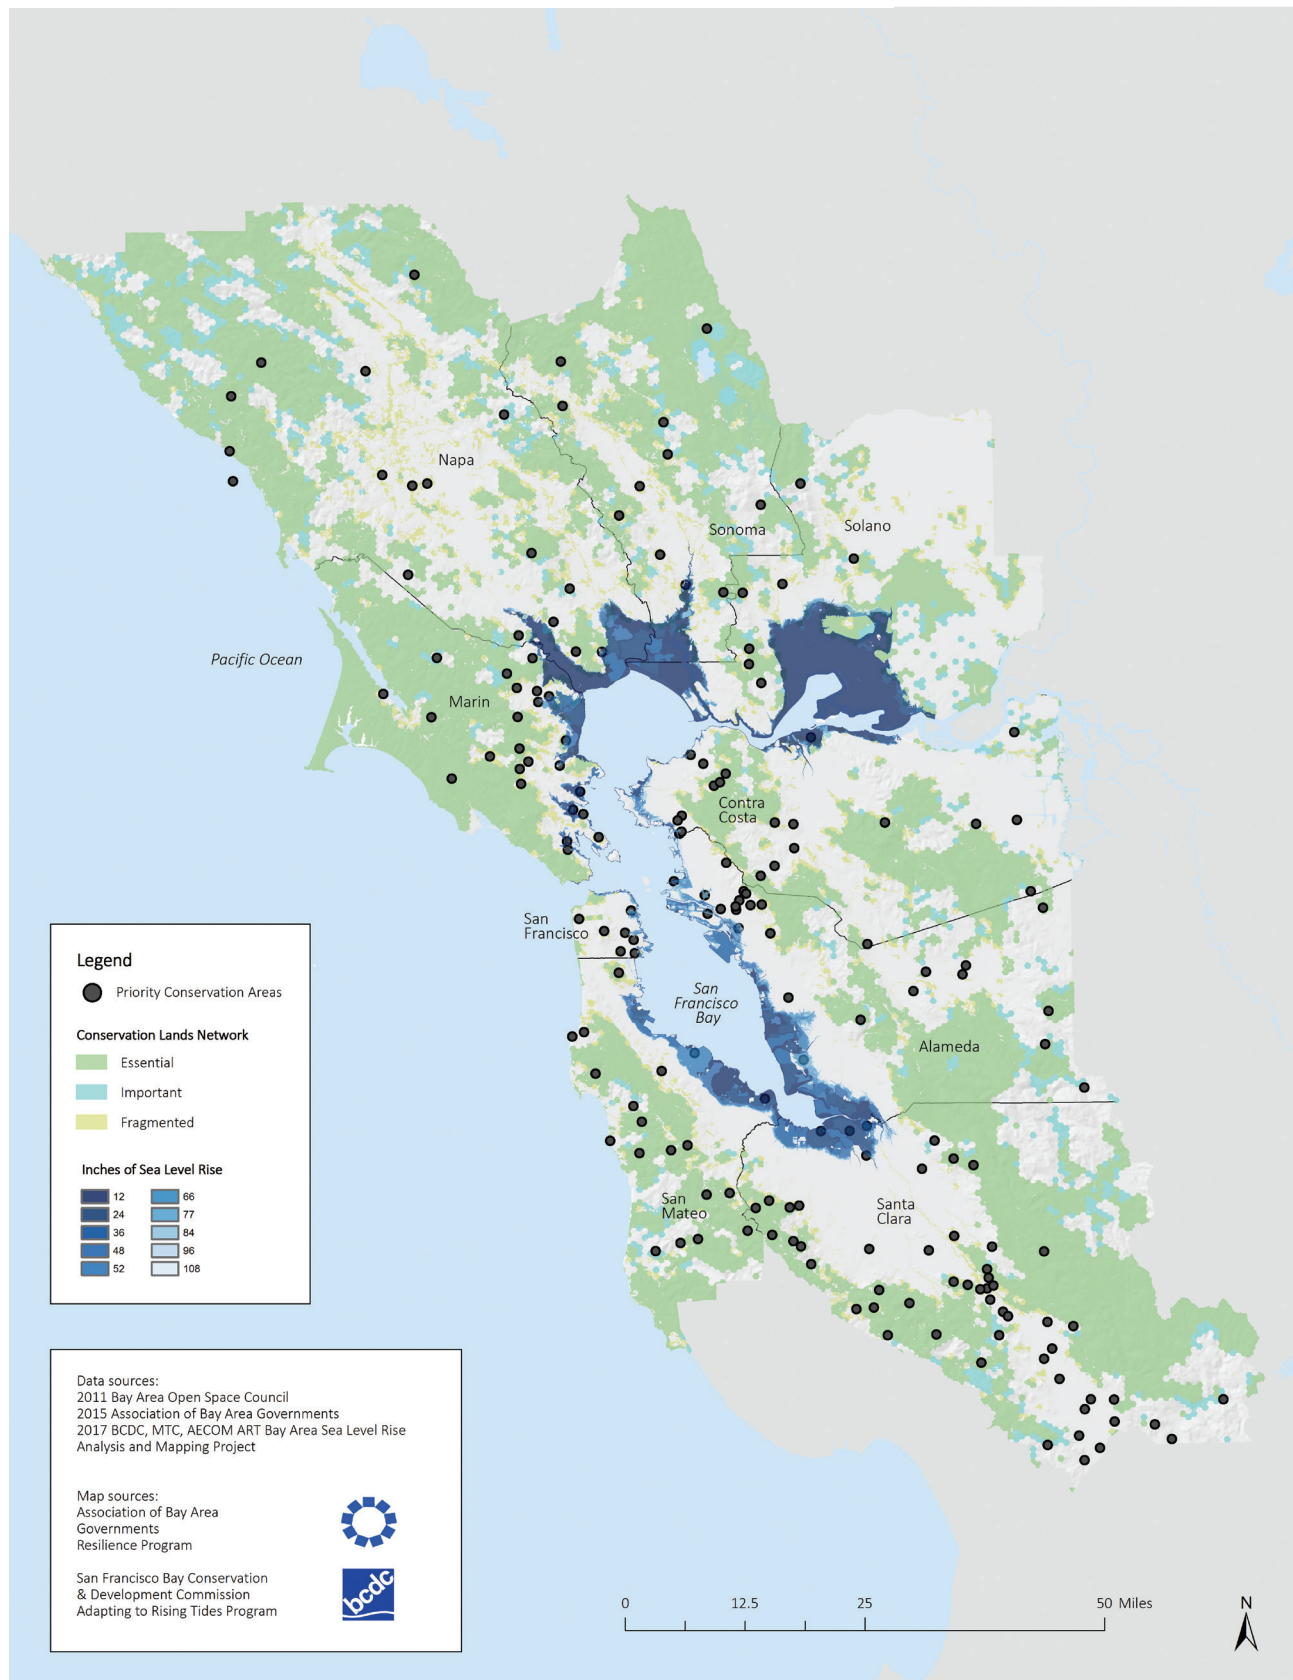 Napa
Sonoma
Solano
Pacific Ocean
Marin
Contra
Costa
San
Francisco
San
Francisco
Bay
Alameda
San
Mateo
Santa
Clara
Legend
Priority Conservation Areas
Conservation Lands Network
Essential
Important
Fragmented
Inches of Sea Level Rise
12 66
24 77
36 84
48 96
52 108
Data sources:
2011 Bay Area Open Space Council
2015 Association of Bay Area Governments
2017 BCDC, MTC, AECOM ART Bay Area Sea Level Rise
Analysis and Mapping Project
Map sources:
Association of Bay Area
Governments
Resilience Program
San Francisco Bay Conservation
& Development Commission
Adapting to Rising Tides Program
bcdc
0 12.5 25 50 Miles
N